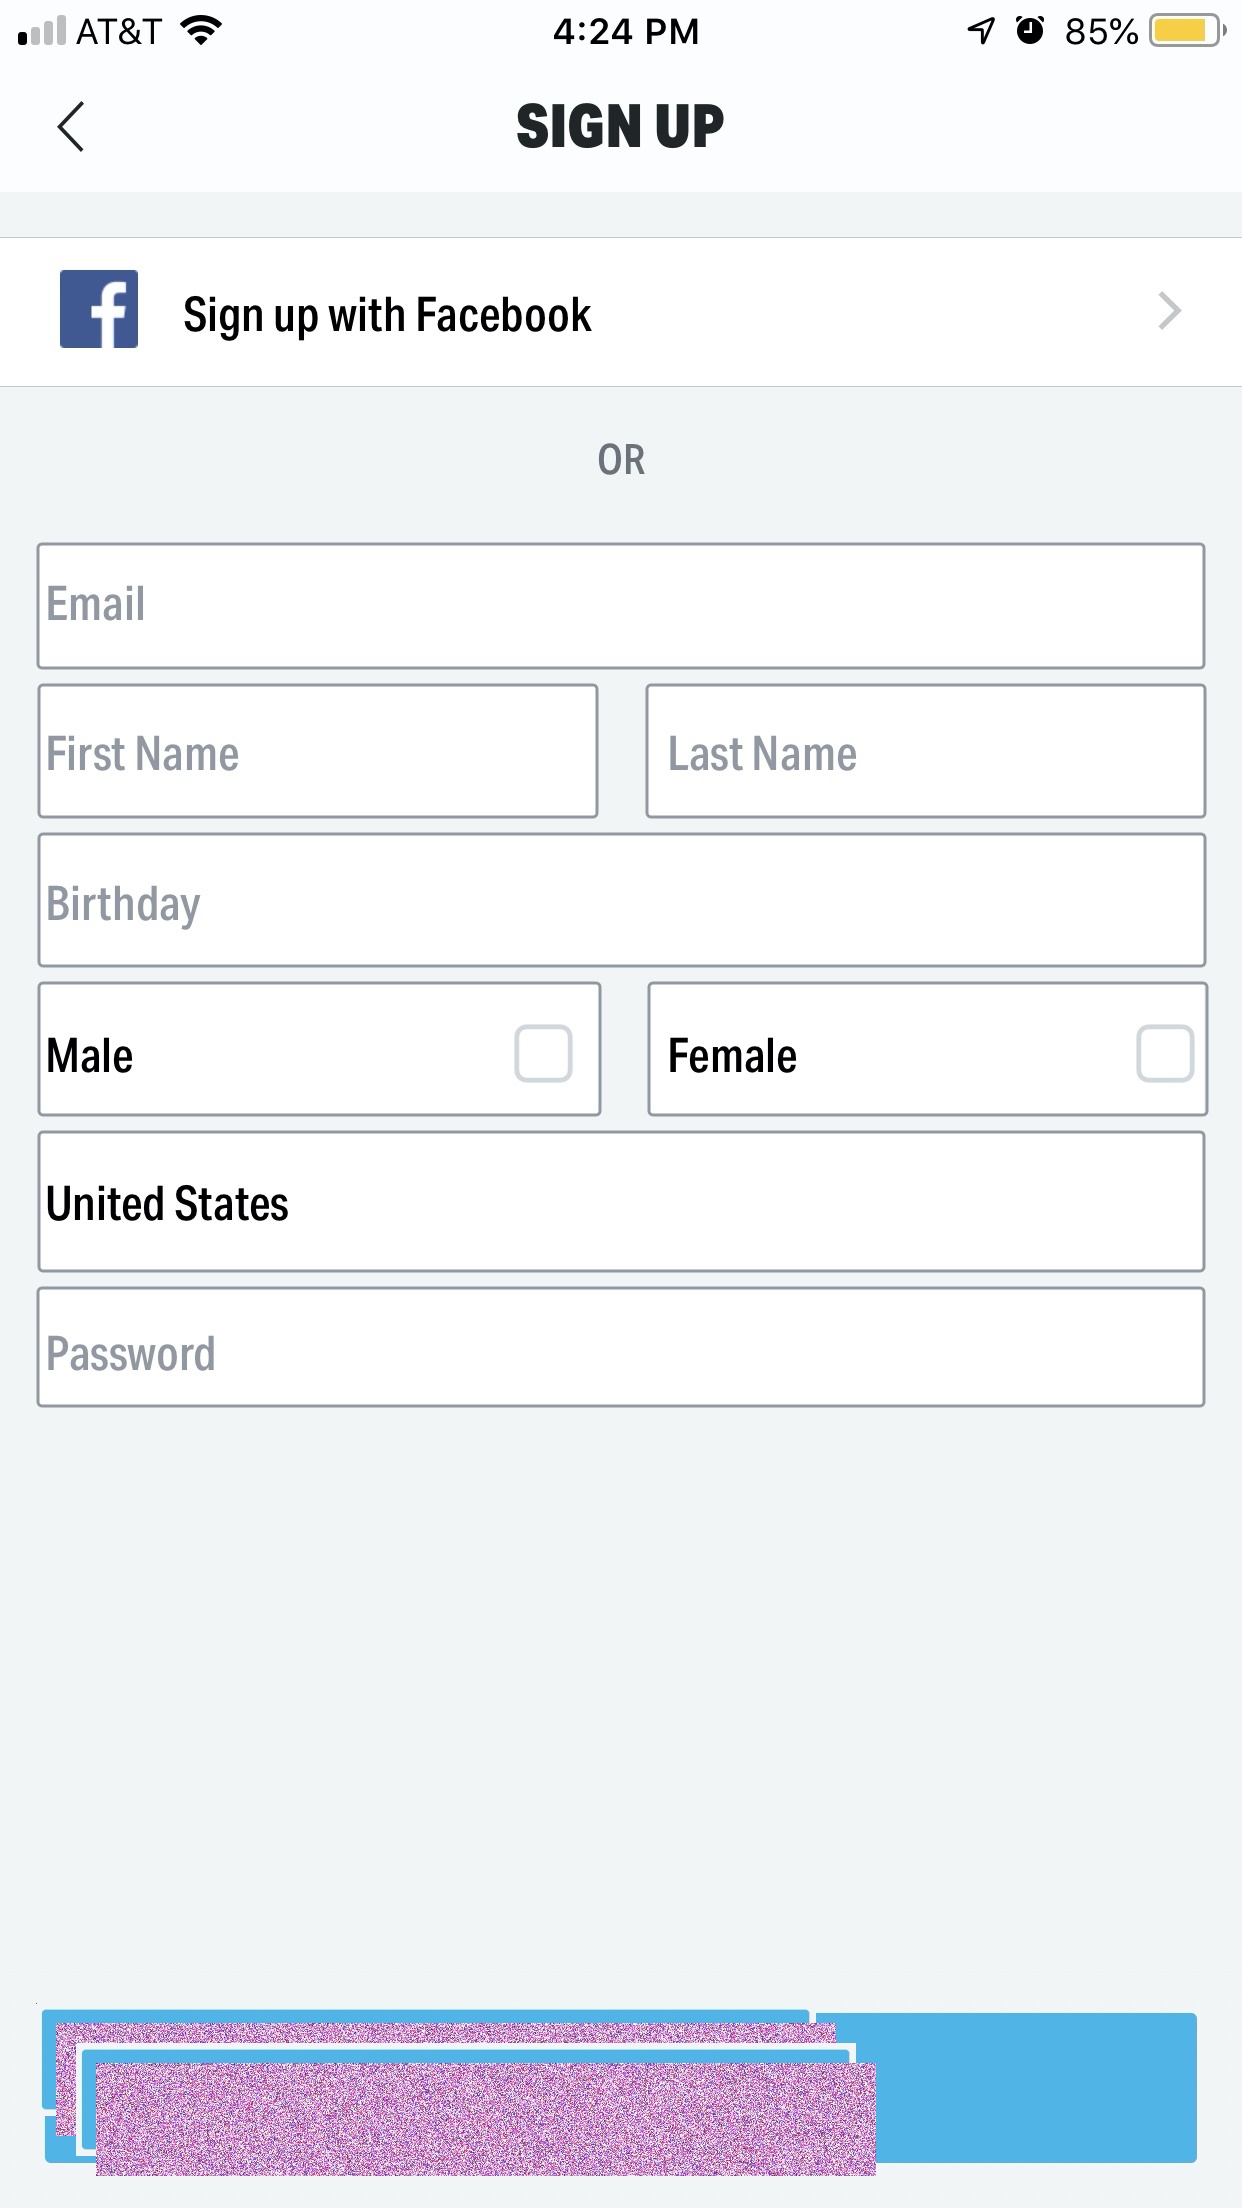 AT&T 4:24 PM 85%
SIGN UP
Sign up with Facebook
OR
Email
First Name Last Name
Birthday
Male Female
United States
Password